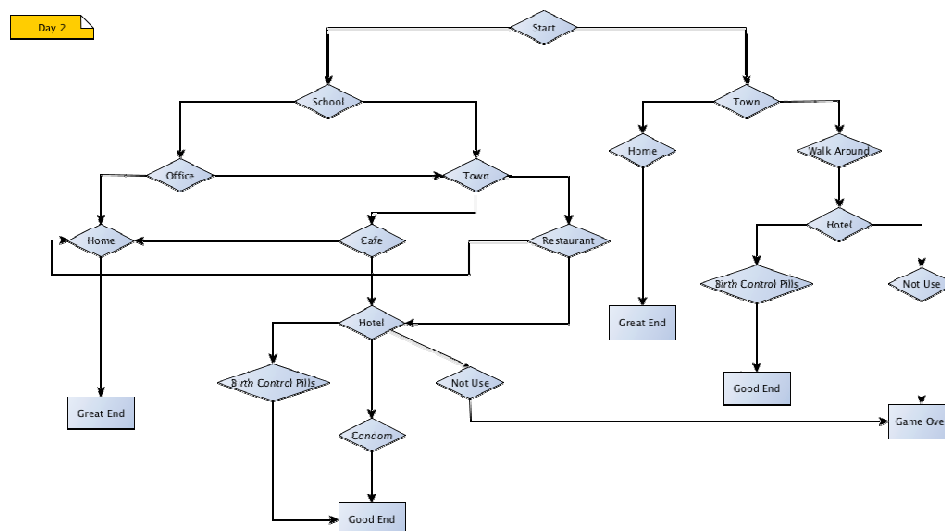 Day 2
Start
School
Town
Home
Walk Around
Office
Town
Home
Cafe
Restaurant
Hotel
Birth Control Pills
Not Use
Hotel
Great End
Birth Control Pills
Not Use
Good End
Great End
Game Ove
Condom
Good End